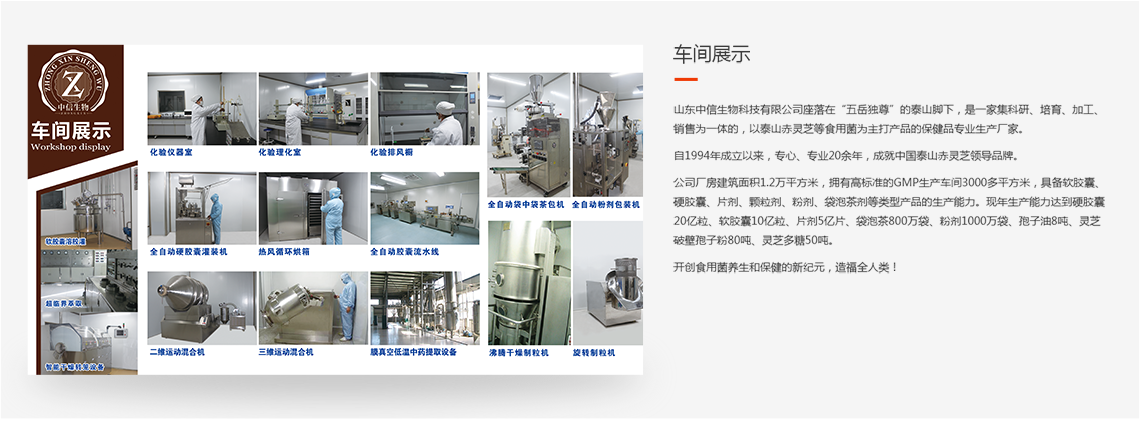 ZHONG XIN SHENG WU
中信生物
车间展示
Workshop display
软胶囊溶胶灌
超临界萃取
智能干燥转笼设备
化验仪器室
化验理化室
化验排风橱
全自动硬胶囊灌装机
热风循环烘箱
全自动胶囊流水线
二维运动混合机
三维运动混合机
膜真空低温中药提取设备
全自动袋中袋茶包机
全自动粉剂包装机
沸腾干燥制粒机
旋转制粒机
车间展示
山东中信生物科技有限公司座落在“五岳独尊”的泰山脚下，是一家集科研、培育、加工、
销售为一体的，以泰山赤灵芝等食用菌为主打产品的保健品专业生产厂家。
自1994年成立以来，专心、专业20余年，成就中国泰山赤灵芝领导品牌。
公司厂房建筑面积1.2万平方米，拥有高标准的GMP生产车间3000多平方米，具备软胶囊、
硬胶囊、片剂、颗粒剂、粉剂、袋泡茶剂等类型产品的生产能力。现年生产能力达到硬胶囊
20亿粒、软胶囊10亿粒、片剂5亿片、袋泡茶800万袋、粉剂1000万袋、孢子油8吨、灵芝
破壁孢子粉80吨、灵芝多糖50吨。
开创食用菌养生和保健的新纪元，造福全人类！